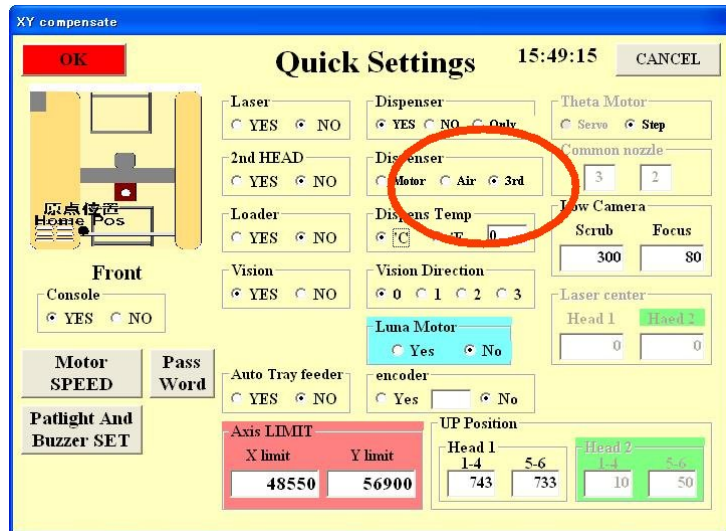 XY compensate
OK
Quick Settings
15:49:15
CANCEL
原点位置
Home Pos
Front
Console
YES NO
Motor
SPEED
Pass
Word
Patlight And
Buzzer SET
Laser
YES NO
2nd HEAD
YES NO
Loader
YES NO
Vision
YES NO
Auto Tray feeder
YES NO
Dispenser
YES NO Only
Dispenser
Motor Air 3rd
Dispens Temp
'C 'F 0
Vision Direction
0 1 2 3
Luna Motor
Yes No
encoder
Yes No
Theta Motor
Servo Step
Common nozzle
3 2
Low Camera
Scrub Focus
300 80
Laser center
Head 1 Haed 2
0 0
Axis LIMIT
X limit Y limit
48550 56900
UP Position
Head 1
1-4 5-6
743 733
Head 2
1-4 5-6
10 50